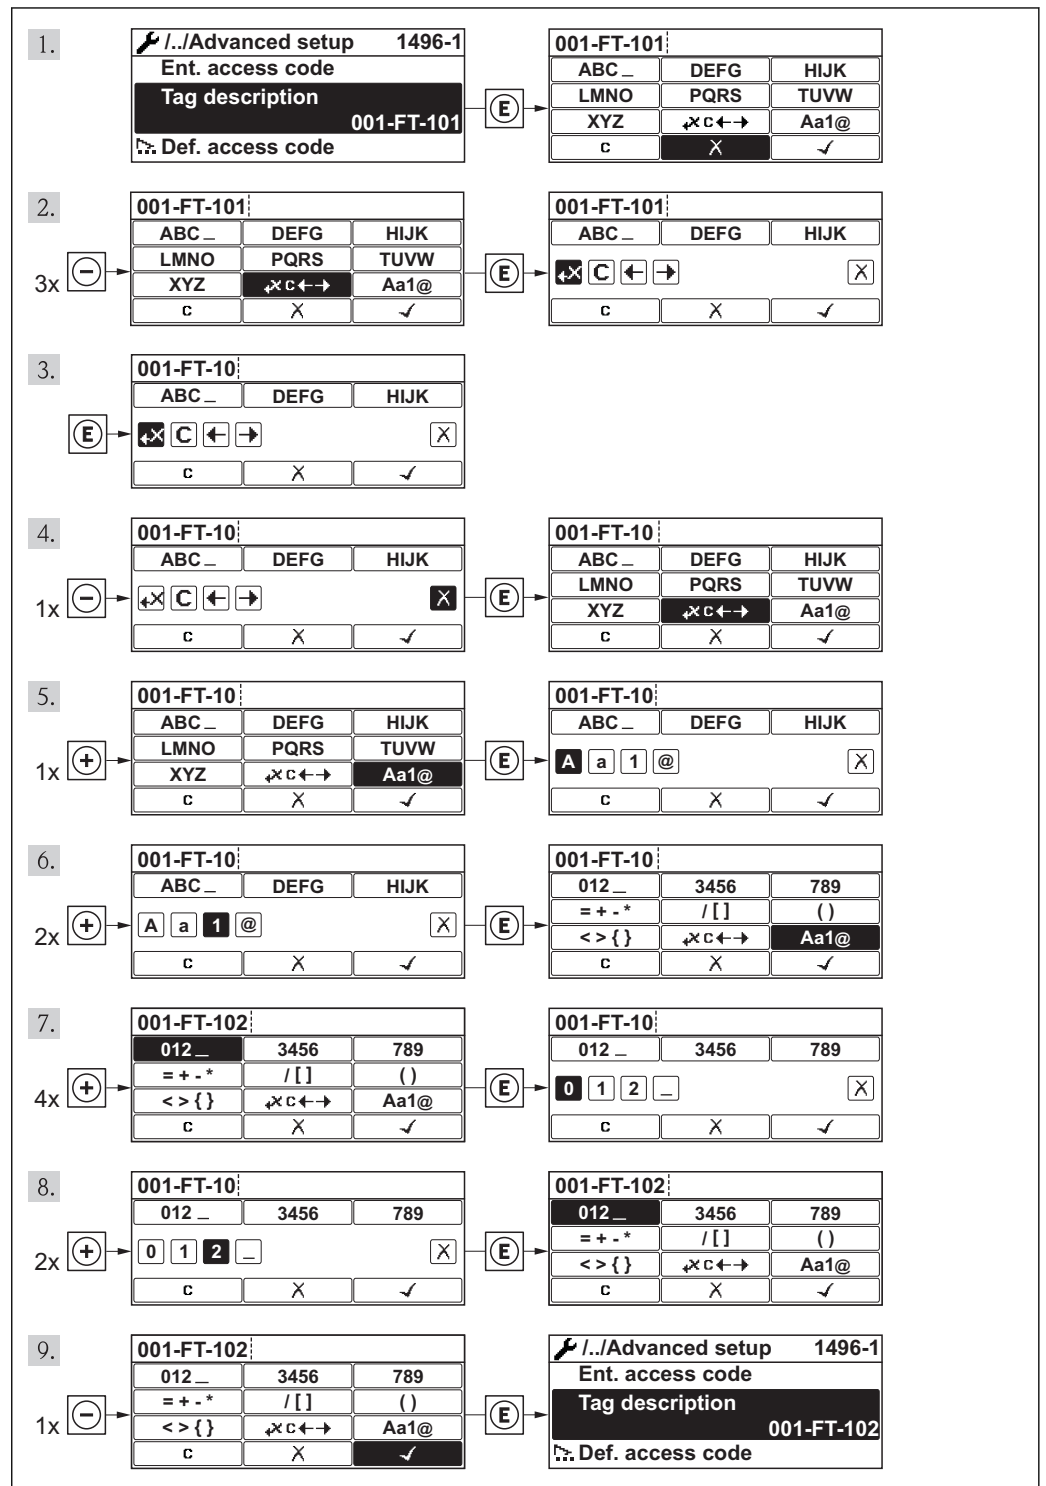 1.
/../Advanced setup 1496-1
Ent. access code
Tag description
001-FT-101
Def. access code
E
001-FT-101
ABC_ DEFG HIJK
LMNO PQRS TUVW
XYZ C Aa1@
C X ✓
2.
3x
001-FT-101
ABC_ DEFG HIJK
LMNO PQRS TUVW
XYZ C Aa1@
C X ✓
E
001-FT-101
ABC_ DEFG HIJK
C X
C X ✓
3.
E
001-FT-10
ABC_ DEFG HIJK
C X
C X ✓
4.
1x
001-FT-10
ABC_ DEFG HIJK
C X
C X ✓
E
001-FT-10
ABC_ DEFG HIJK
LMNO PQRS TUVW
XYZ C Aa1@
C X ✓
5.
1x
001-FT-10
ABC_ DEFG HIJK
LMNO PQRS TUVW
XYZ C Aa1@
C X ✓
E
001-FT-10
ABC_ DEFG HIJK
A a 1 @ X
C X ✓
6.
2x
001-FT-10
ABC_ DEFG HIJK
A a 1 @ X
C X ✓
E
001-FT-10
012_ 3456 789
= + - * / [ ] ( )
< > { } C Aa1@
C X ✓
7.
4x
001-FT-102
012_ 3456 789
= + - * / [ ] ( )
< > { } C Aa1@
C X ✓
E
001-FT-10
012_ 3456 789
0 1 2 _ X
C X ✓
8.
2x
001-FT-10
012_ 3456 789
0 1 2 _ X
C X ✓
E
001-FT-102
012_ 3456 789
= + - * / [ ] ( )
< > { } C Aa1@
C X ✓
9.
1x
001-FT-102
012_ 3456 789
= + - * / [ ] ( )
< > { } C Aa1@
C X ✓
E
/../Advanced setup 1496-1
Ent. access code
Tag description
001-FT-102
Def. access code